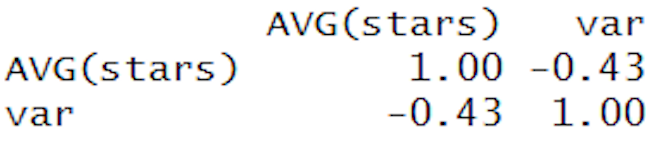 AVG(stars) var
AVG(stars) 1.00 -0.43
var -0.43 1.00